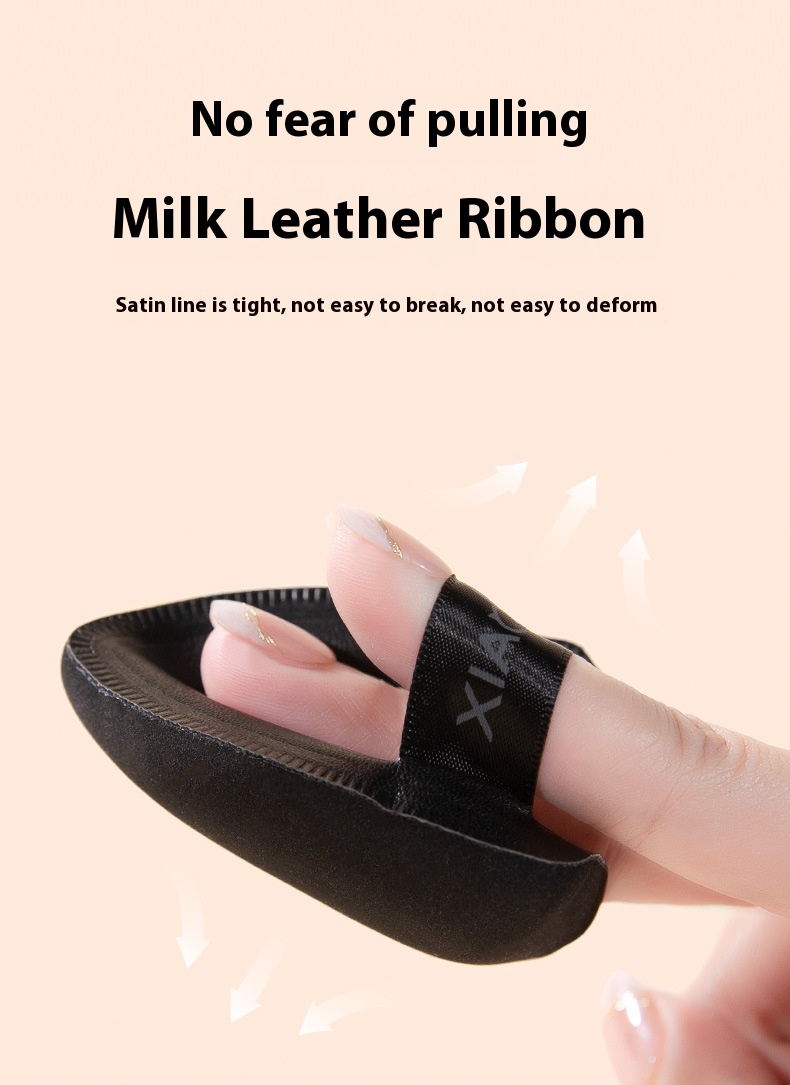 No fear of pulling
Milk Leather Ribbon
Satin line is tight, not easy to break, not easy to deform
XIA